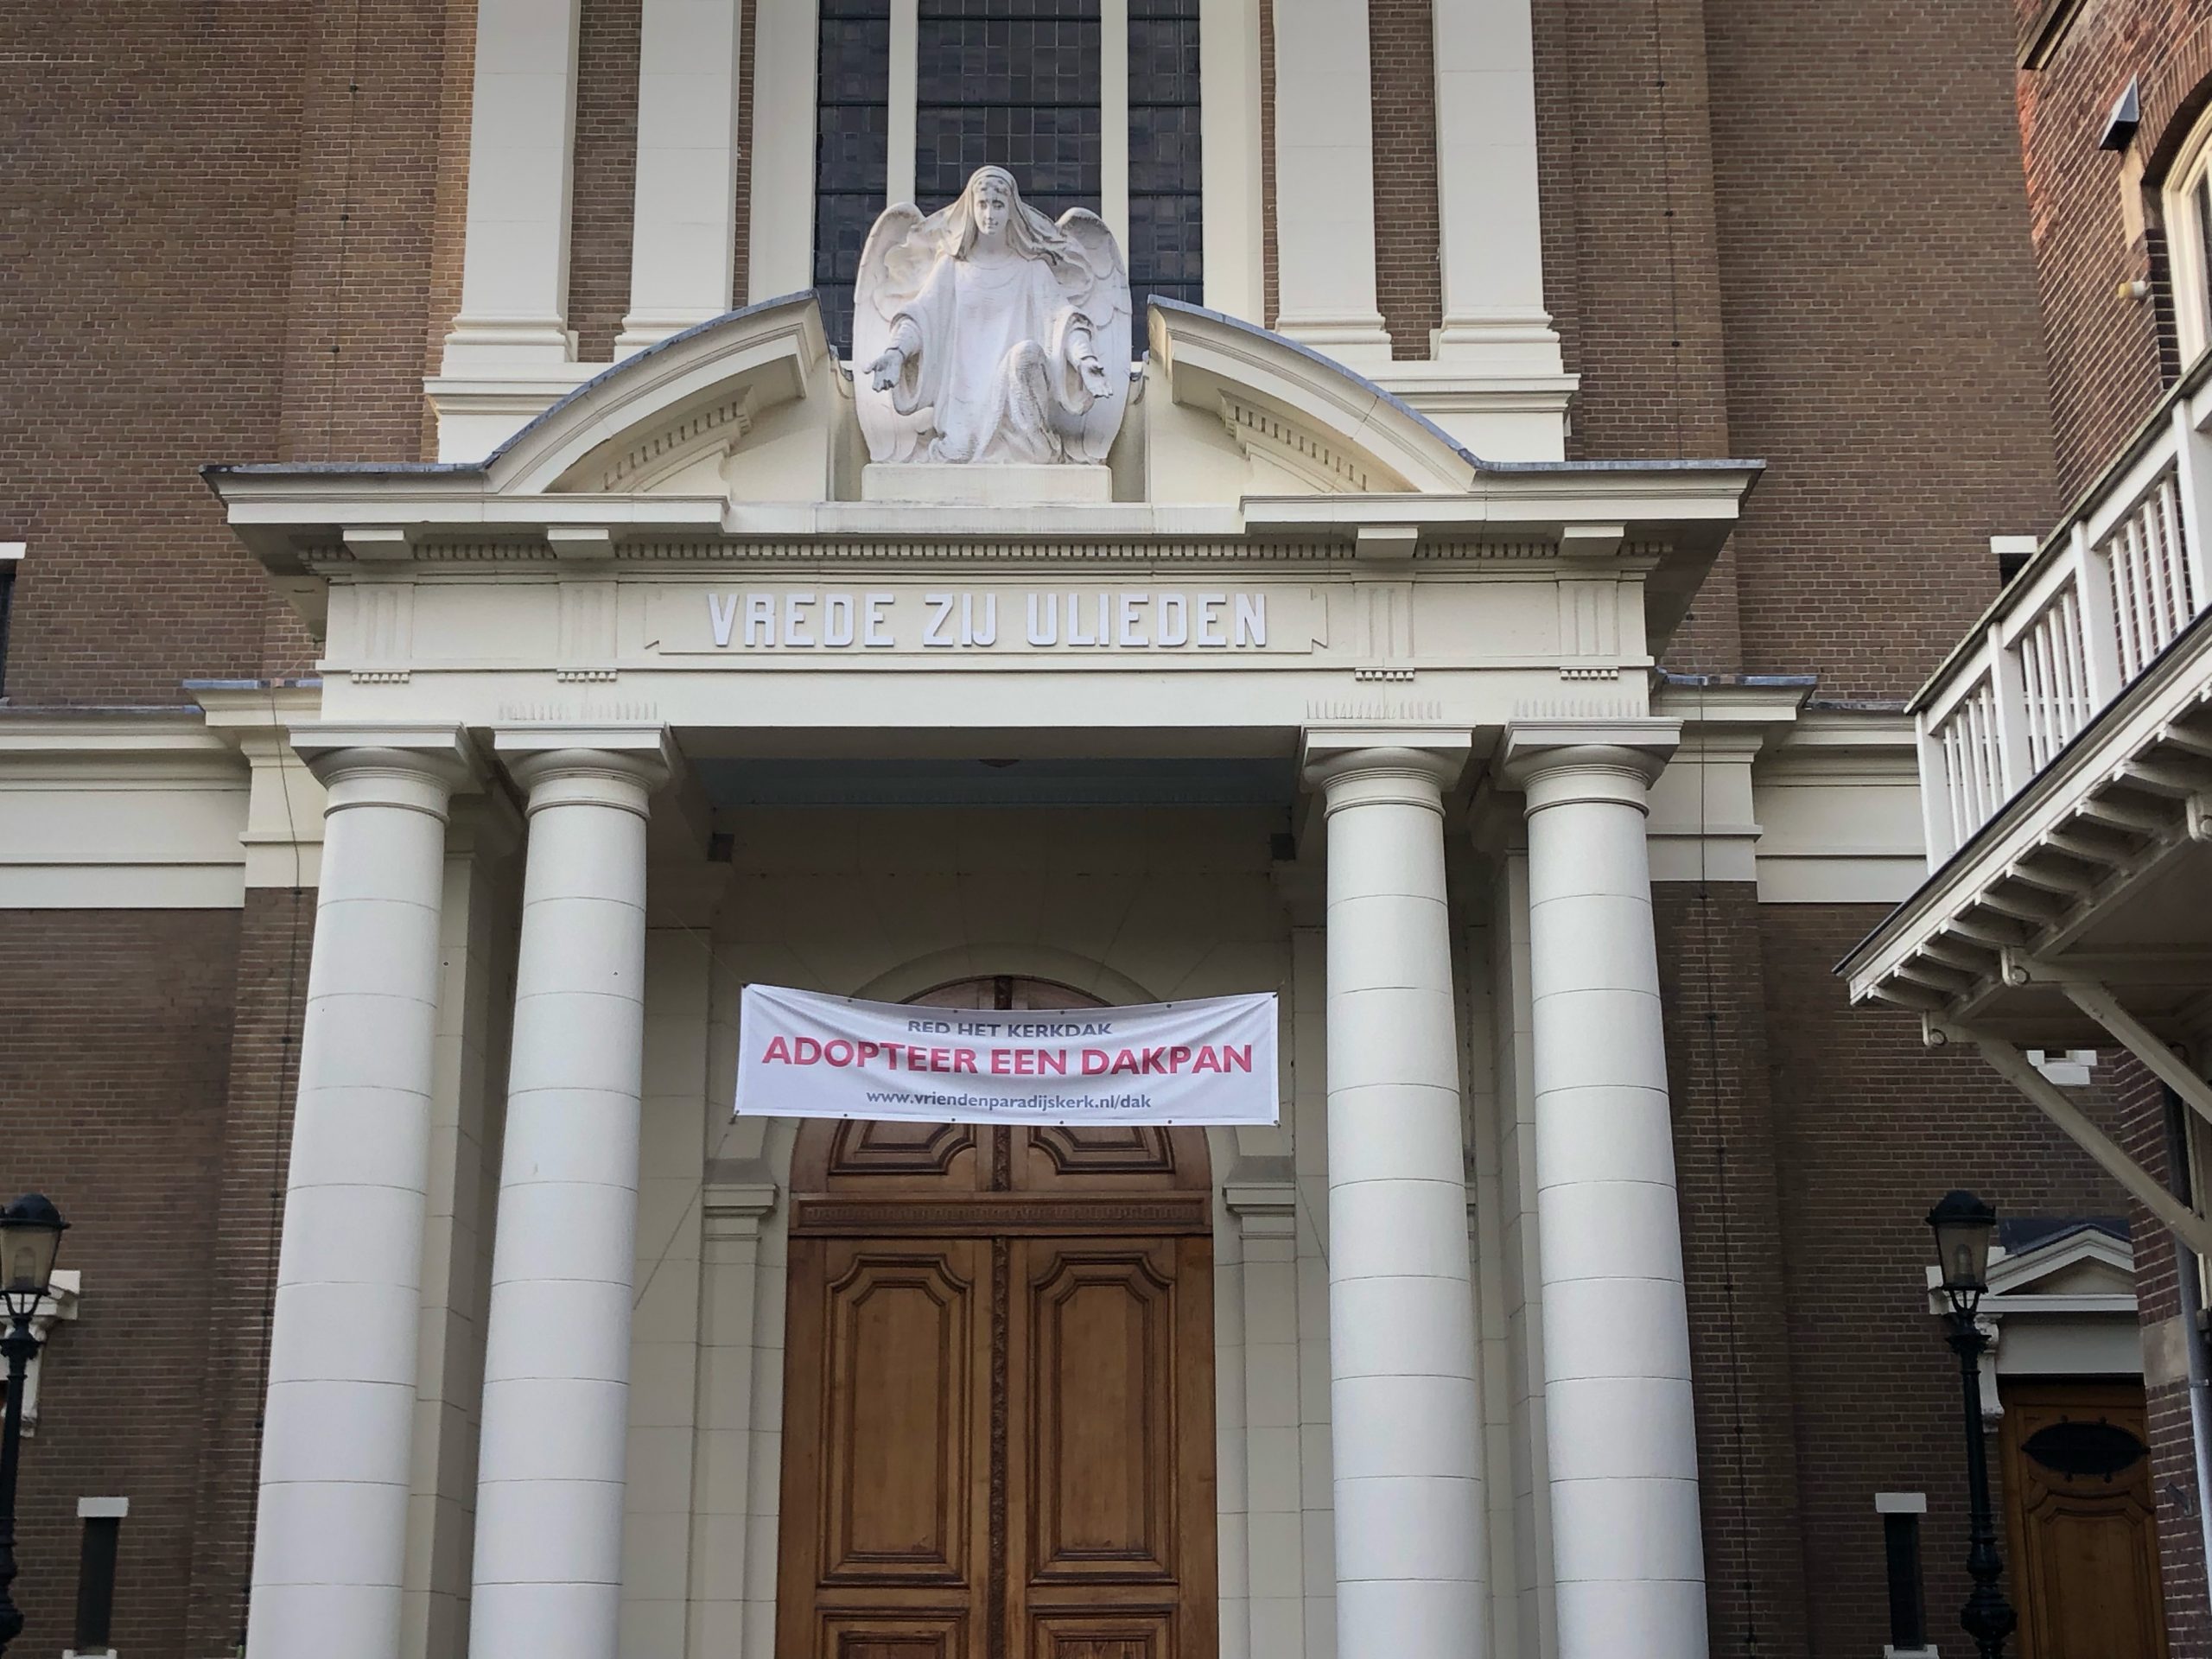 VREDE ZIJ ULIEDEN
RED HET KERKDAK
ADOPTEER EEN DAKPAN
www.vriendenparadijskerk.nl/dak